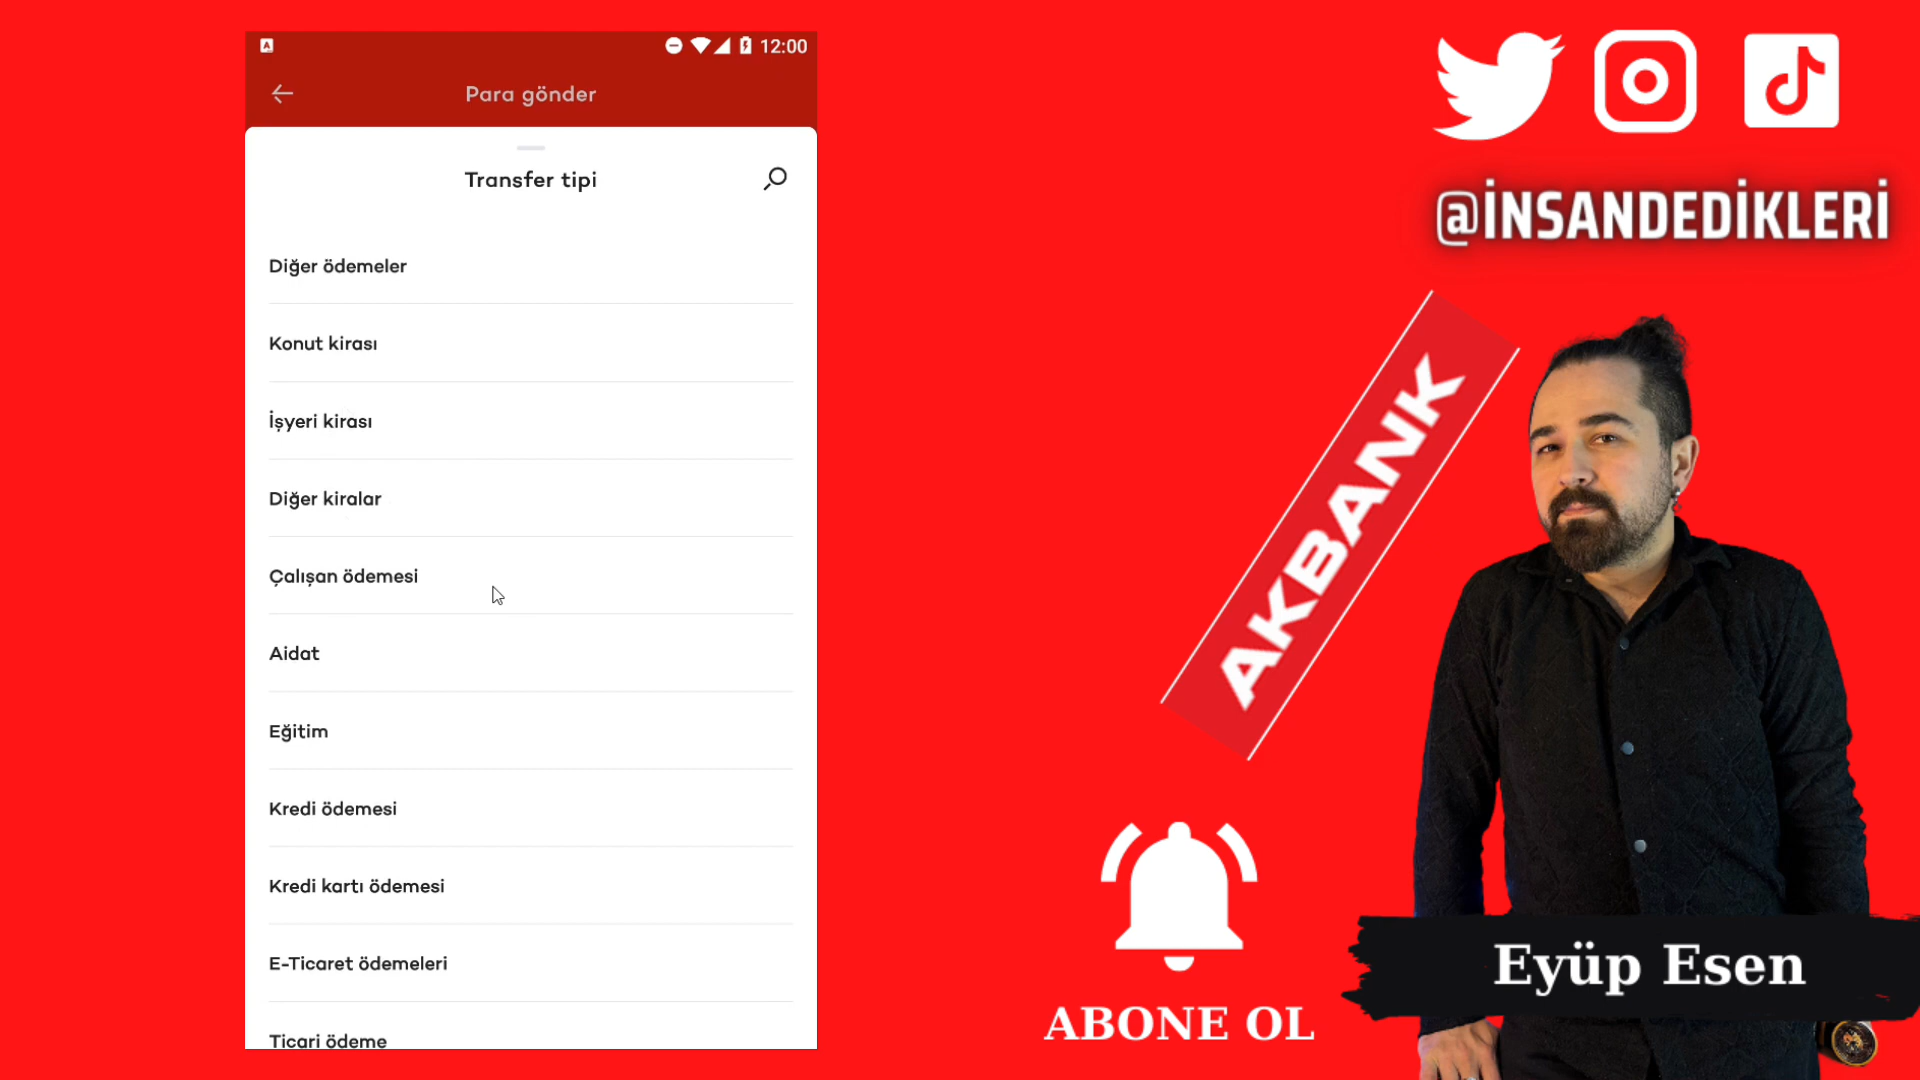 12:00
Para gönder
Transfer tipi
Diğer ödemeler
Konut kirası
İşyeri kirası
Diğer kiralar
Çalışan ödemesi
Aidat
Eğitim
Kredi ödemesi
Kredi kartı ödemesi
E-Ticaret ödemeleri
Ticari ödeme
@İNSANDEDİKLERİ
AKBANK
ABONE OL
Eyüp Esen